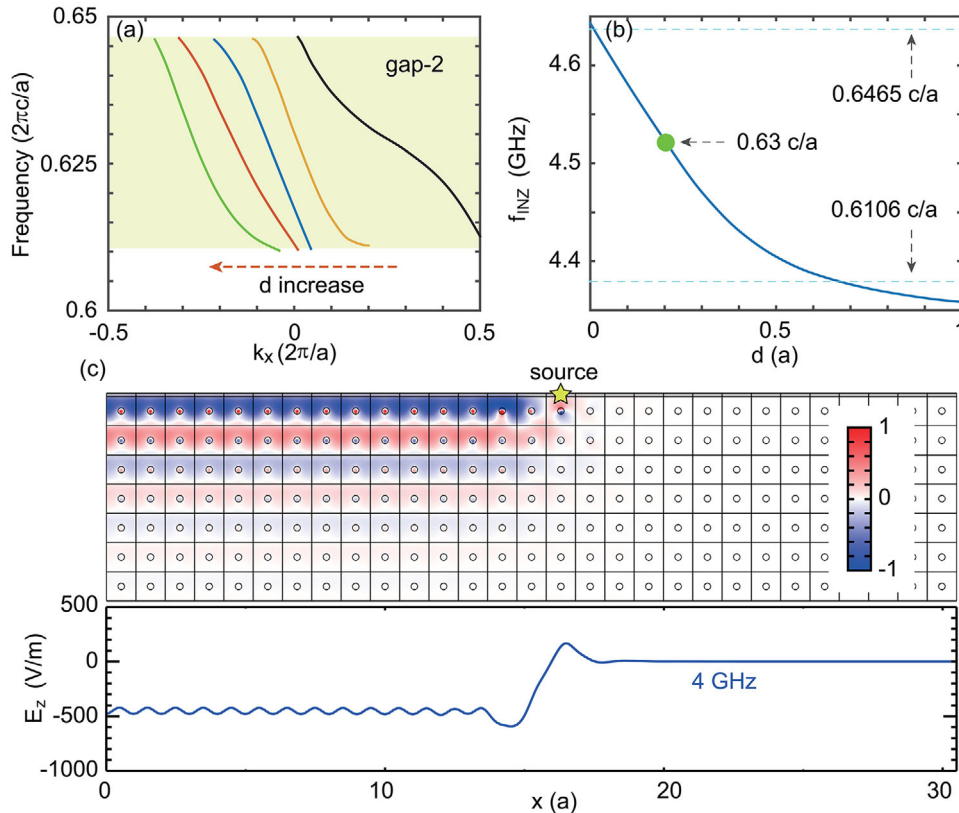 (a)
0.65
0.625
0.6
Frequency (2πc/a)
gap-2
d increase
-0.5
0
0.5
kx (2π/a)
(b)
4.6
4.5
4.4
fINZ (GHz)
0.6465 c/a
0.63 c/a
0.6106 c/a
0
0.5
1
d (a)
(c)
source
1
0
-1
500
0
-500
-1000
Ez (V/m)
4 GHz
0
10
20
30
x (a)